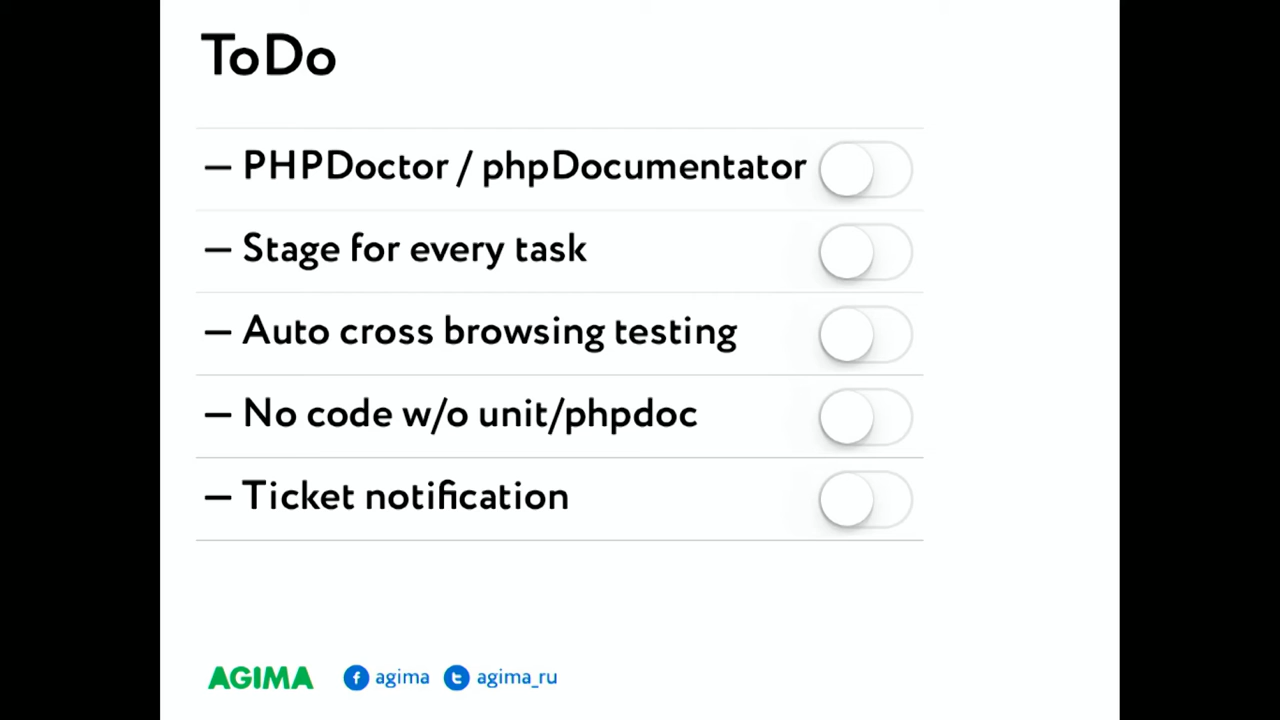 ToDo
– PHPDoctor / phpDocumentator
– Stage for every task
– Auto cross browsing testing
– No code w/o unit/phpdoc
– Ticket notification
AGIMA agima agima_ru